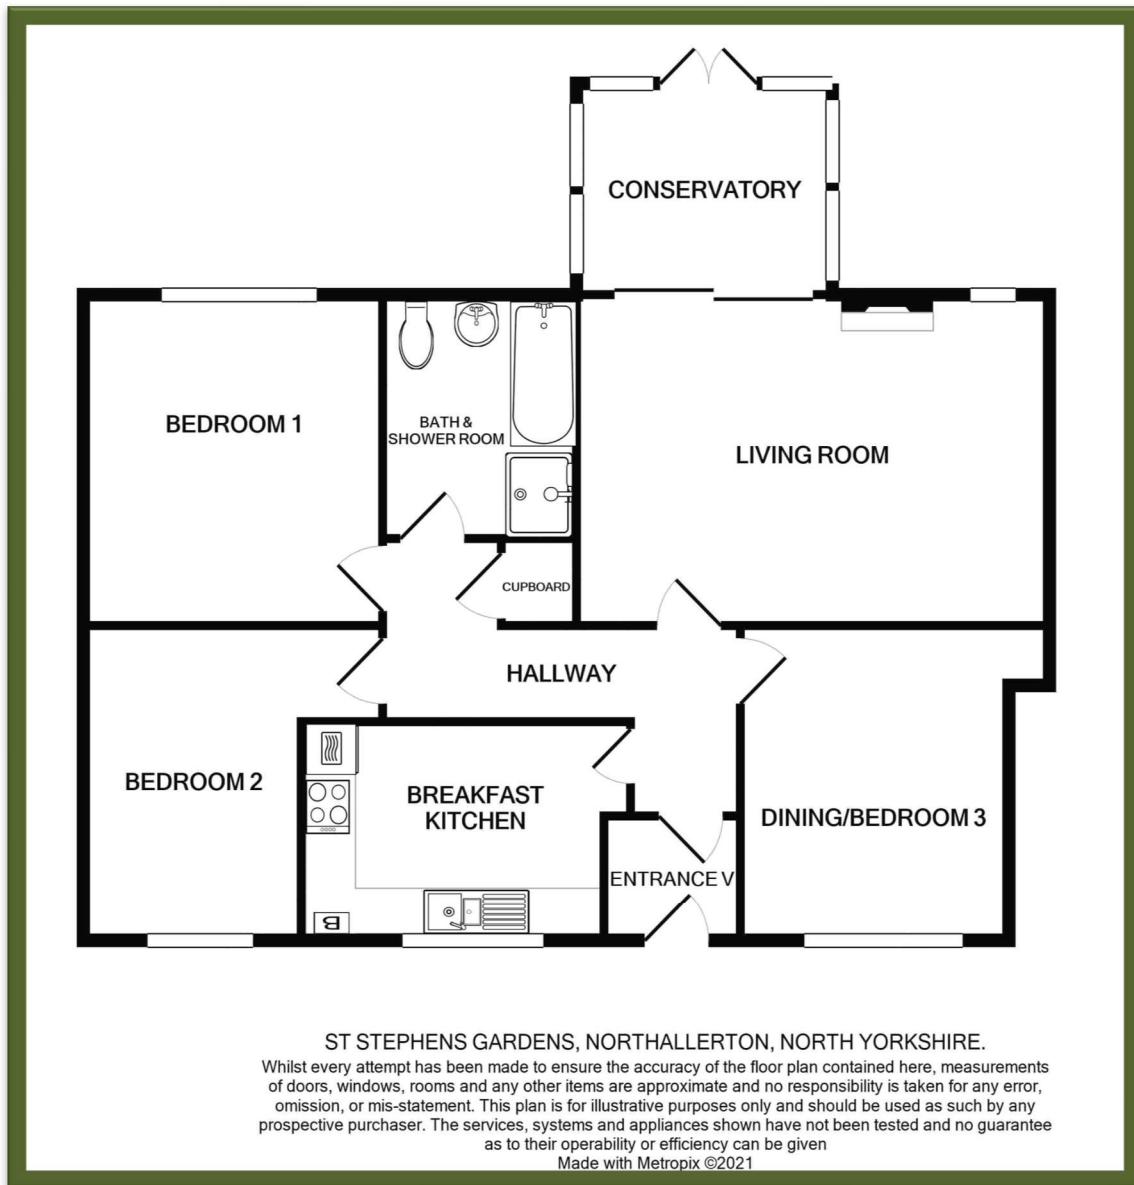 CONSERVATORY
BEDROOM 1
BATH &
SHOWER ROOM
LIVING ROOM
CUPBOARD
HALLWAY
BEDROOM 2
BREAKFAST
KITCHEN
DINING/BEDROOM 3
ENTRANCE V
B
ST STEPHENS GARDENS, NORTHALLERTON, NORTH YORKSHIRE.
Whilst every attempt has been made to ensure the accuracy of the floor plan contained here, measurements
of doors, windows, rooms and any other items are approximate and no responsibility is taken for any error,
omission, or mis-statement. This plan is for illustrative purposes only and should be used as such by any
prospective purchaser. The services, systems and appliances shown have not been tested and no guarantee
as to their operability or efficiency can be given
Made with Metropix ©2021